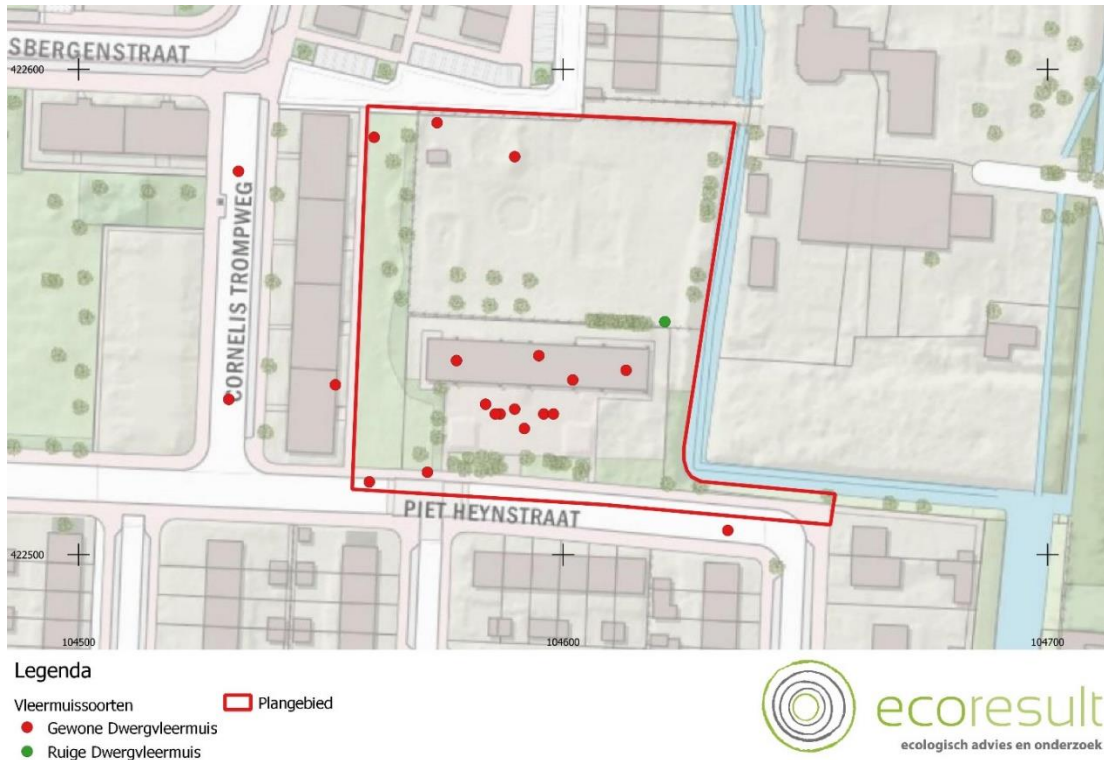 SBERGENSTRAAT
422600
CORNELIS TROMPWEG
PIET HEYNSTRAAT
422500
104500
104600
104700
Legenda
Vleermuissoorten
Plangebied
Gewone Dwergvleermuis
Ruige Dwergvleermuis
ecoresult
ecologisch advies en onderzoek